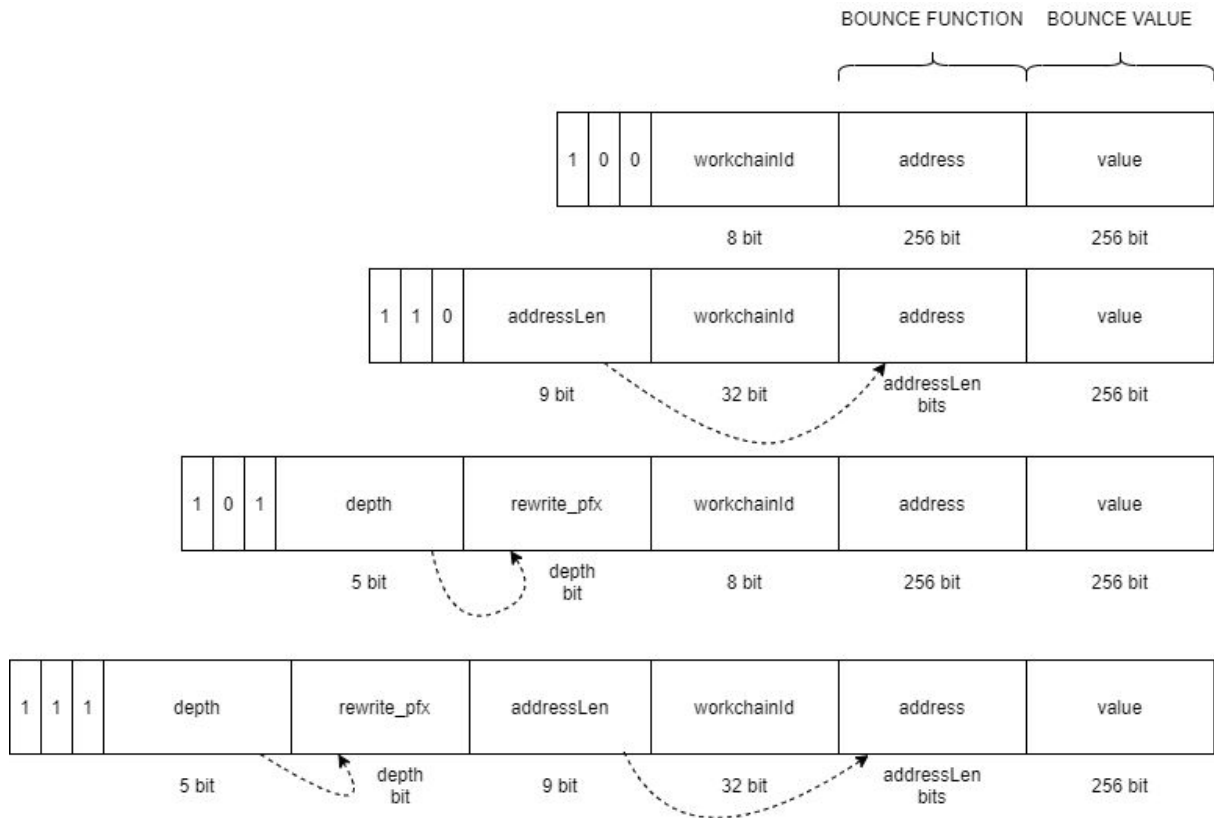 BOUNCE FUNCTION BOUNCE VALUE
1 0 0 workchainId address value
8 bit 256 bit 256 bit
1 1 0 addressLen workchainId address value
9 bit 32 bit addressLen bits 256 bit
1 0 1 depth rewrite_pfx workchainId address value
5 bit depth bit 8 bit 256 bit 256 bit
1 1 1 depth rewrite_pfx addressLen workchainId address value
5 bit depth bit 9 bit 32 bit addressLen bits 256 bit